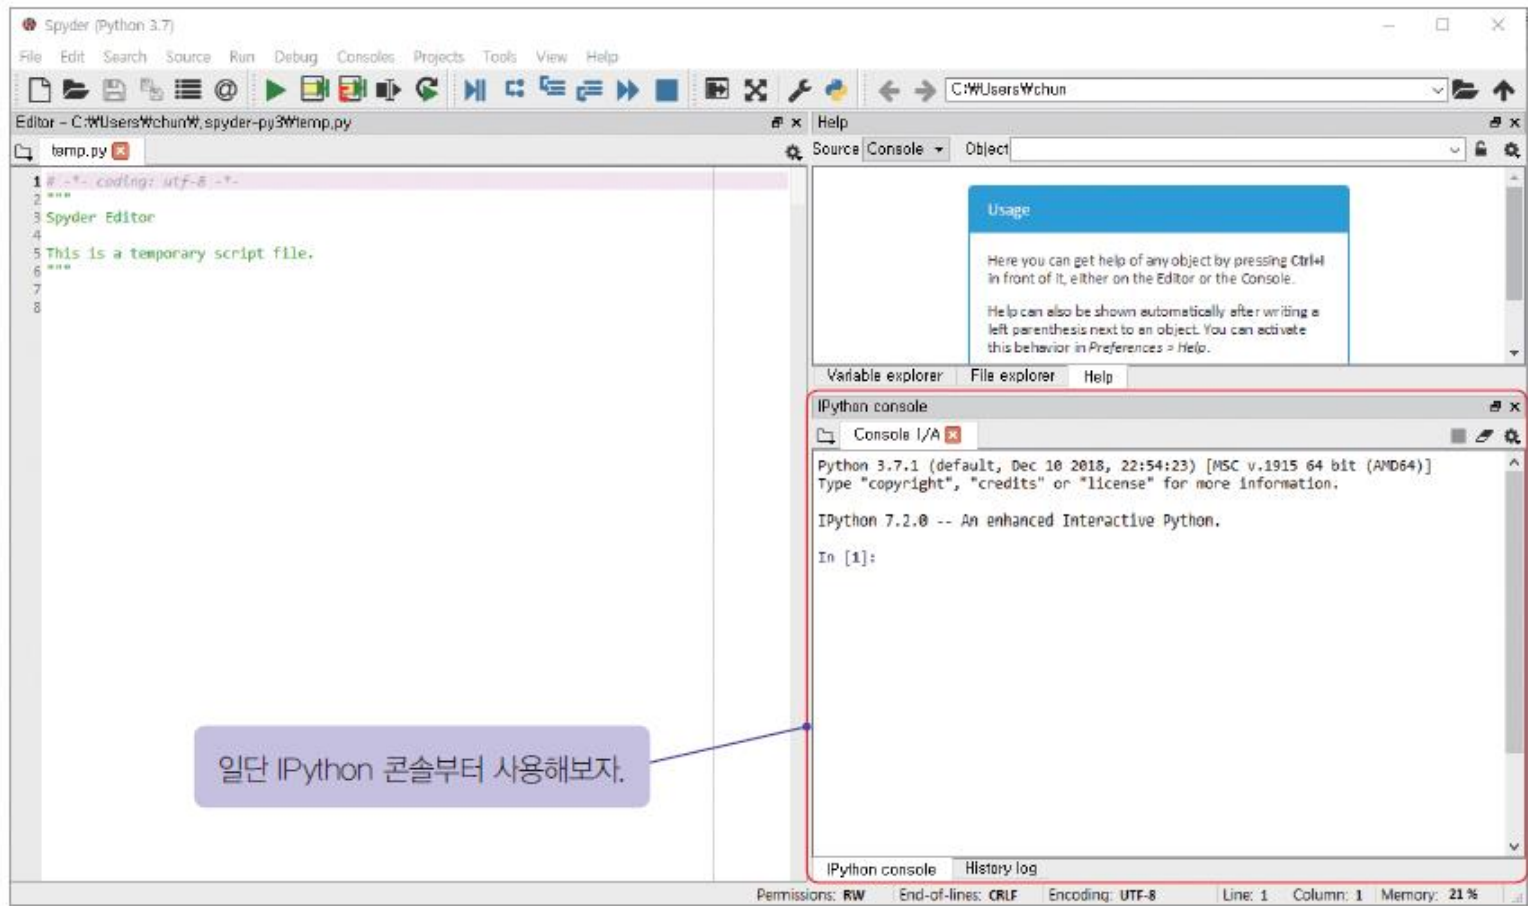 Spyder (Python 3.7)
File Edit Search Source Run Debug Consoles Projects Tools View Help
C:₩Users₩chun
Editor - C:₩Users₩chun₩.spyder-py3₩temp.py
temp.py
1 # -*- coding: utf-8 -*-
2 """
3 Spyder Editor
4
5 This is a temporary script file.
6 """
7
8
Help
Source Console Object
Usage
Here you can get help of any object by pressing Ctrl+I
in front of it, either on the Editor or the Console.
Help can also be shown automatically after writing a
left parenthesis next to an object. You can activate
this behavior in Preferences > Help.
Variable explorer File explorer Help
IPython console
Console 1/A
Python 3.7.1 (default, Dec 10 2018, 22:54:23) [MSC v.1915 64 bit (AMD64)]
Type "copyright", "credits" or "license" for more information.
IPython 7.2.0 -- An enhanced Interactive Python.
In [1]:
일단 IPython 콘솔부터 사용해보자.
IPython console History log
Permissions: RW End-of-lines: CRLF Encoding: UTF-8 Line: 1 Column: 1 Memory: 21 %